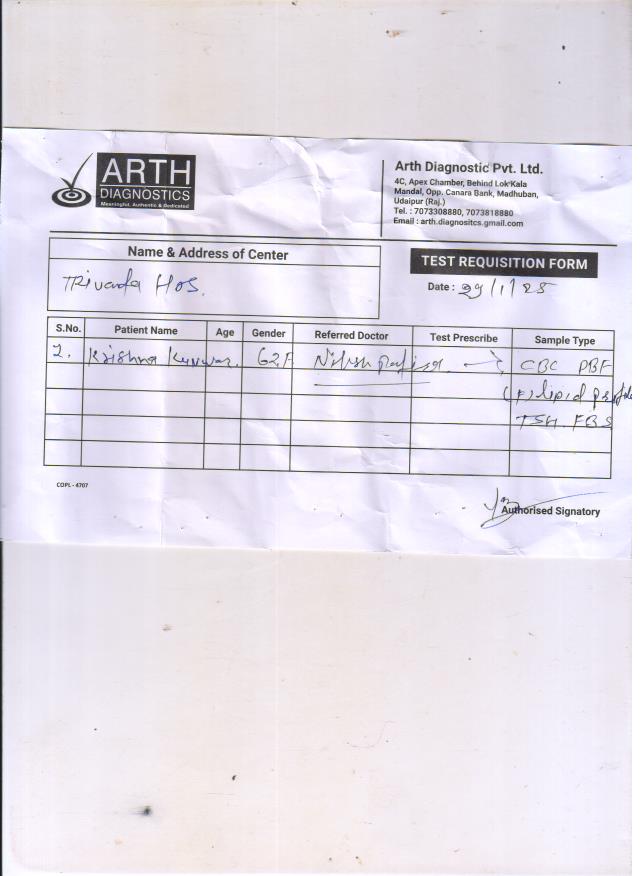 ARTH
DIAGNOSTICS
Meaningful, Authentic & Dedicated
Arth Diagnostic Pvt. Ltd.
4C, Apex Chamber, Behind Lok Kala
Mandal, Opp. Canara Bank, Madhuban,
Udaipur (Raj.)
Tel. : 7073308880, 7073818880
Email : arth.diagnositcs.gmail.com
Name & Address of Center
TEST REQUISITION FORM
Hos.
Date : 29/1/25
S.No. Patient Name Age Gender Referred Doctor Test Prescribe Sample Type
1. Krishna Kunwar. 62F Nitesh CBC PBF
(F) lipid profile
TSH. FBS
COPL - 4707
Authorised Signatory